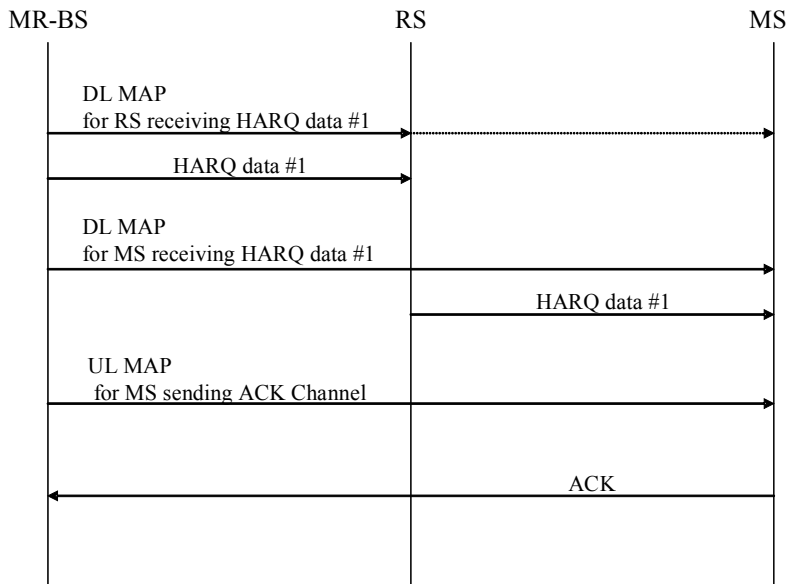 MR-BS RS MS
DL MAP
for RS receiving HARQ data #1
HARQ data #1
DL MAP
for MS receiving HARQ data #1
HARQ data #1
UL MAP
for MS sending ACK Channel
ACK